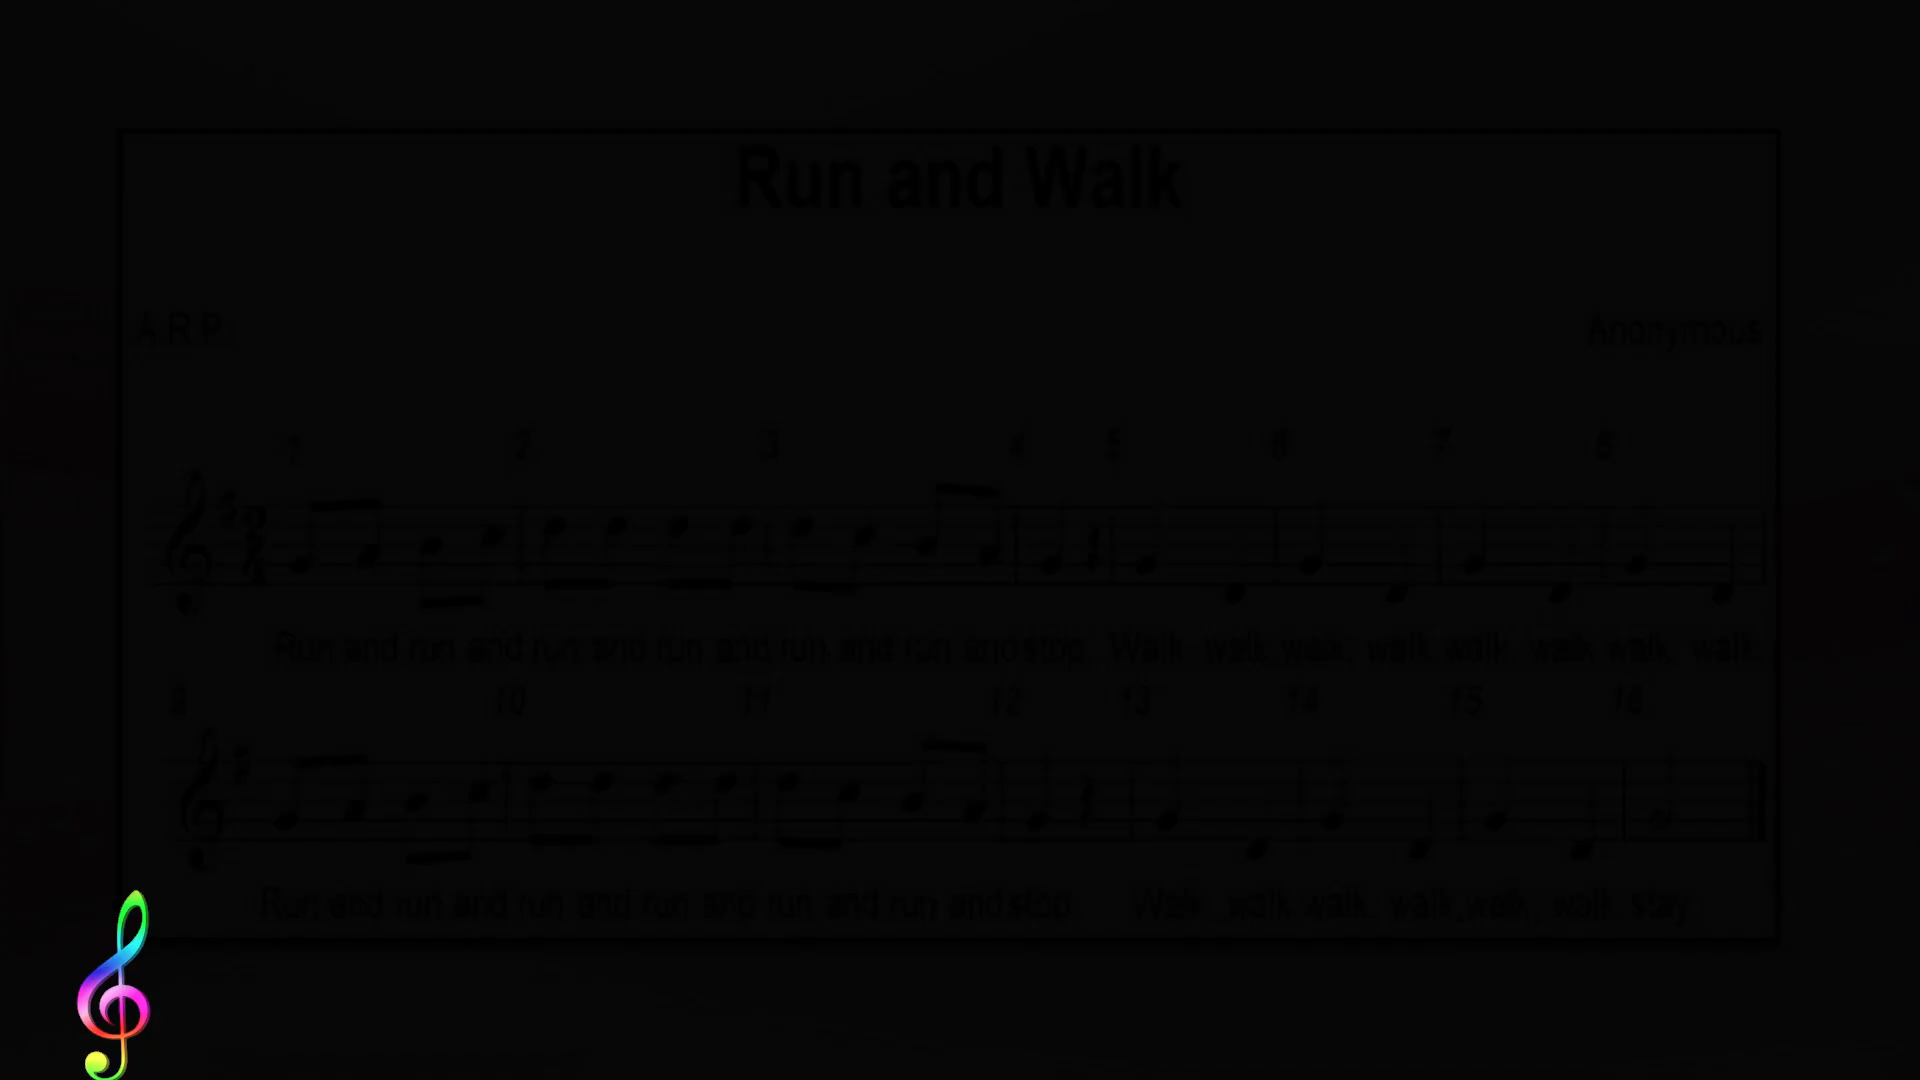 Run and Walk
A.R.P. Anonymous
1 2 3 4 5 6 7 8
Run and run and run and run and run and run and stop. Walk, walk, walk, walk, walk, walk, walk, walk.
9 10 11 12 13 14 15 16
Run and run and run and run and run and run and stop. Walk, walk, walk, walk, walk, walk, stay.